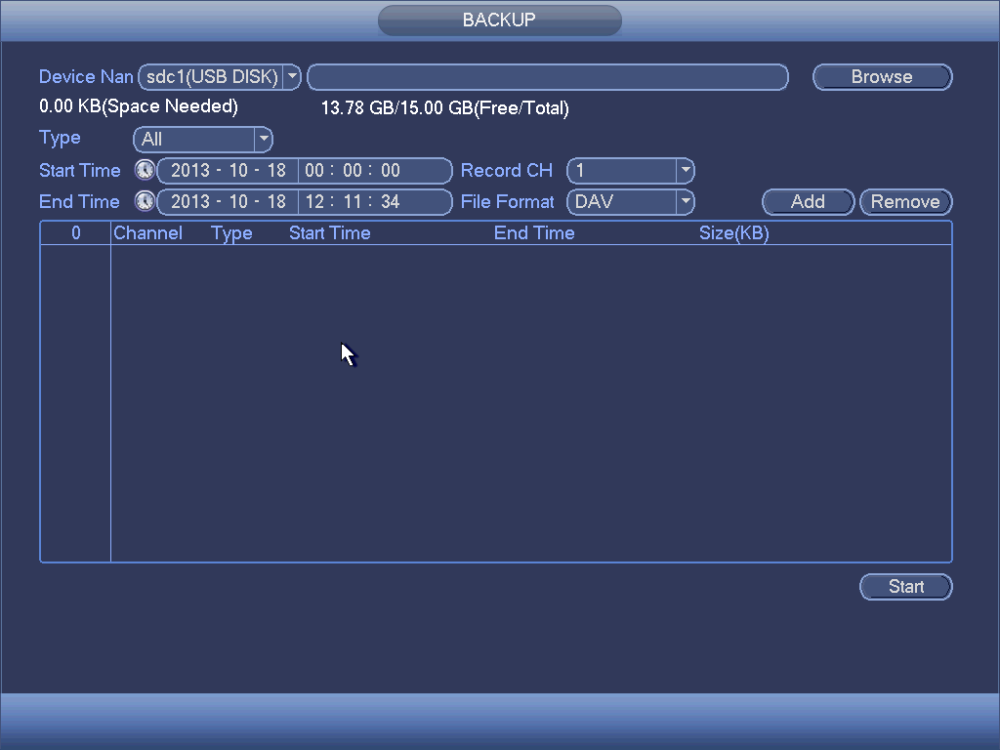 BACKUP
Device Nan sdc1(USB DISK) Browse
0.00 KB(Space Needed) 13.78 GB/15.00 GB(Free/Total)
Type All
Start Time 2013 - 10 - 18 00 : 00 : 00 Record CH 1
End Time 2013 - 10 - 18 12 : 11 : 34 File Format DAV Add Remove
0 Channel Type Start Time End Time Size(KB)
Start